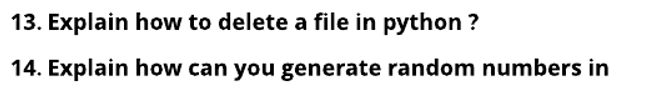 13. Explain how to delete a file in python ?
14. Explain how can you generate random numbers in